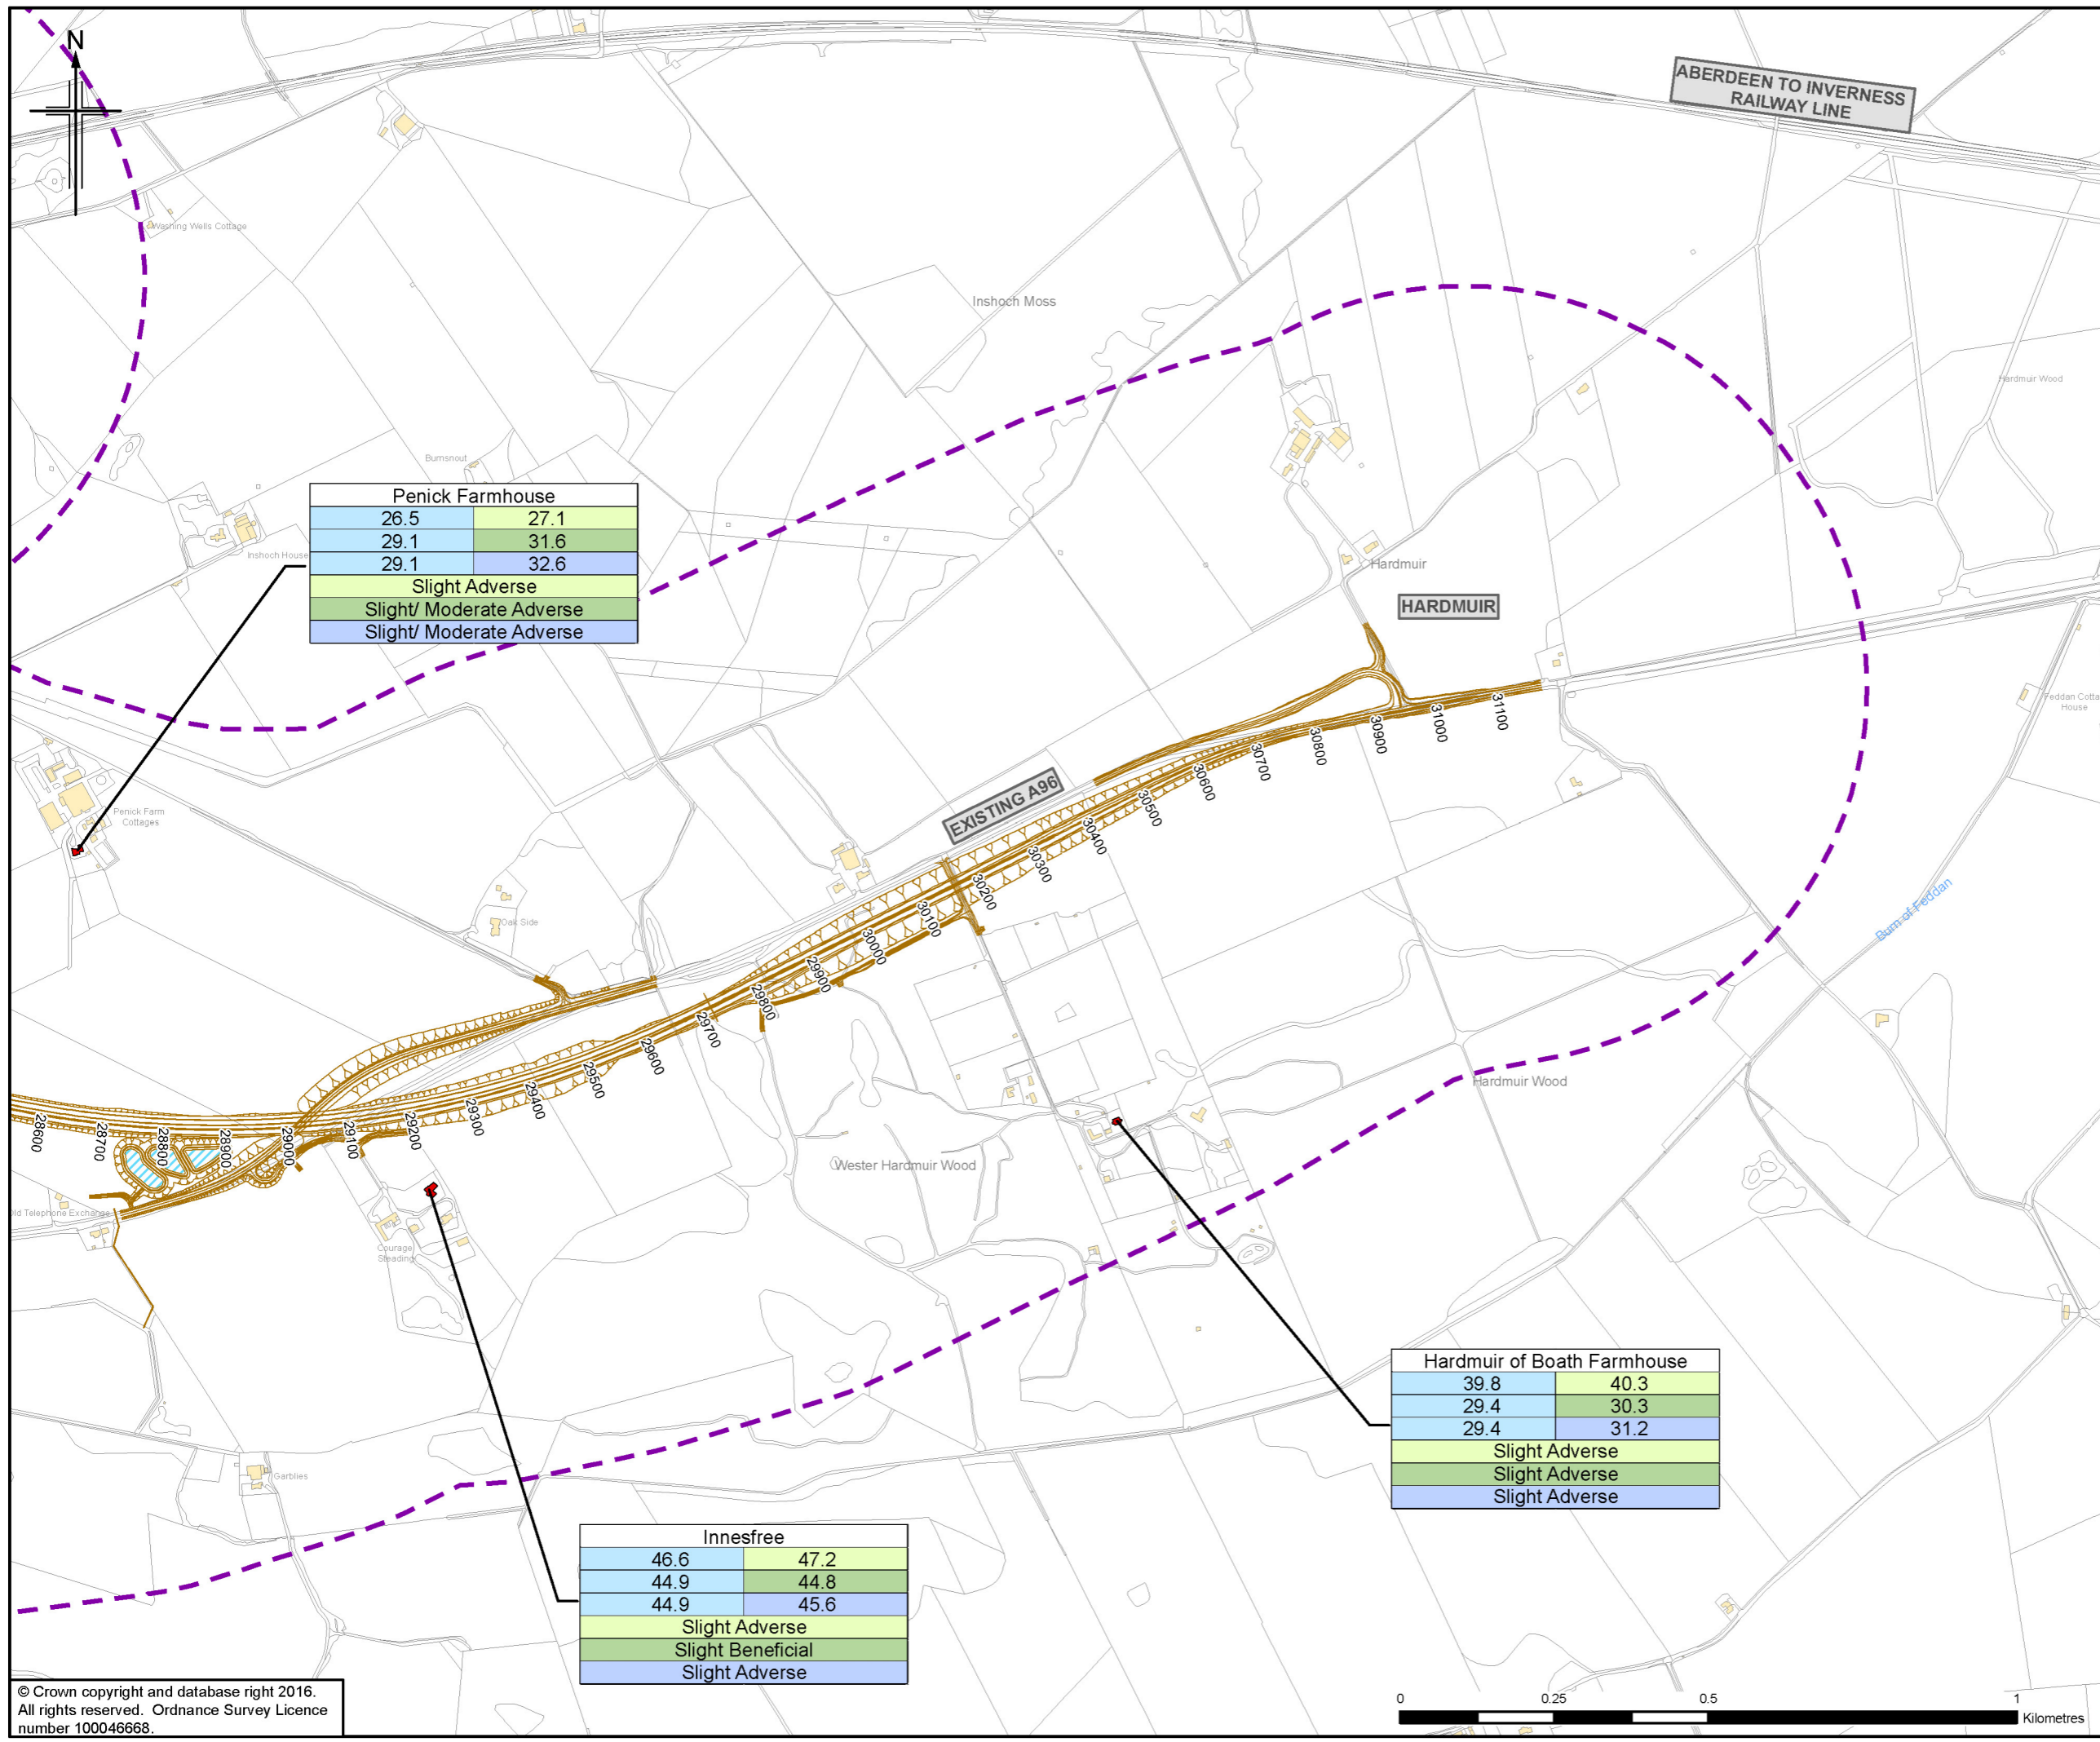 N
ABERDEEN TO INVERNESS
RAILWAY LINE
Washing Wells Cottage
Inshoch Moss
Hardmuir Wood
Burnsnout
Inshoch House
Penick Farmhouse
26.5 27.1
29.1 31.6
29.1 32.6
Slight Adverse
Slight/ Moderate Adverse
Slight/ Moderate Adverse
Hardmuir
HARDMUIR
Feddan Cotta
House
Penick Farm
Cottages
EXISTING A96
Oak Side
Burn of Feddan
28600
28700
28800
28900
29000
29100
29200
29300
29400
29500
29600
29700
29800
29900
30000
30100
30200
30300
30400
30500
30600
30700
30800
30900
31000
31100
Hardmuir Wood
Wester Hardmuir Wood
ld Telephone Exchange
Courage
Steading
Garblies
Hardmuir of Boath Farmhouse
39.8 40.3
29.4 30.3
29.4 31.2
Slight Adverse
Slight Adverse
Slight Adverse
Innesfree
46.6 47.2
44.9 44.8
44.9 45.6
Slight Adverse
Slight Beneficial
Slight Adverse
© Crown copyright and database right 2016.
All rights reserved. Ordnance Survey Licence
number 100046668.
0 0.25 0.5 1
Kilometres